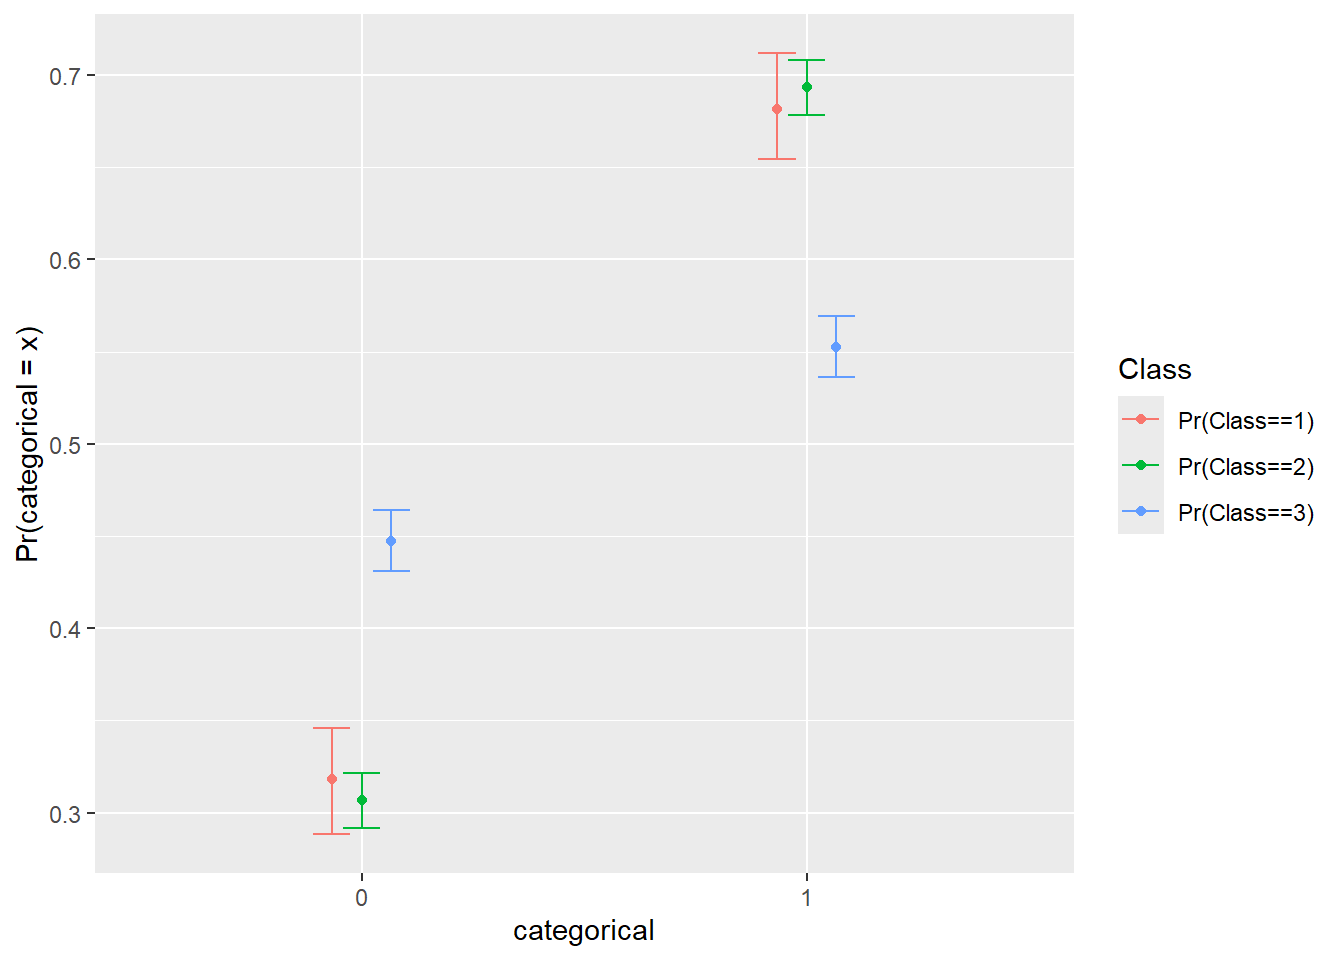 0.7
0.6
0.5
0.4
0.3
Pr(categorical = x)
0 1
categorical
Class
Pr(Class==1)
Pr(Class==2)
Pr(Class==3)